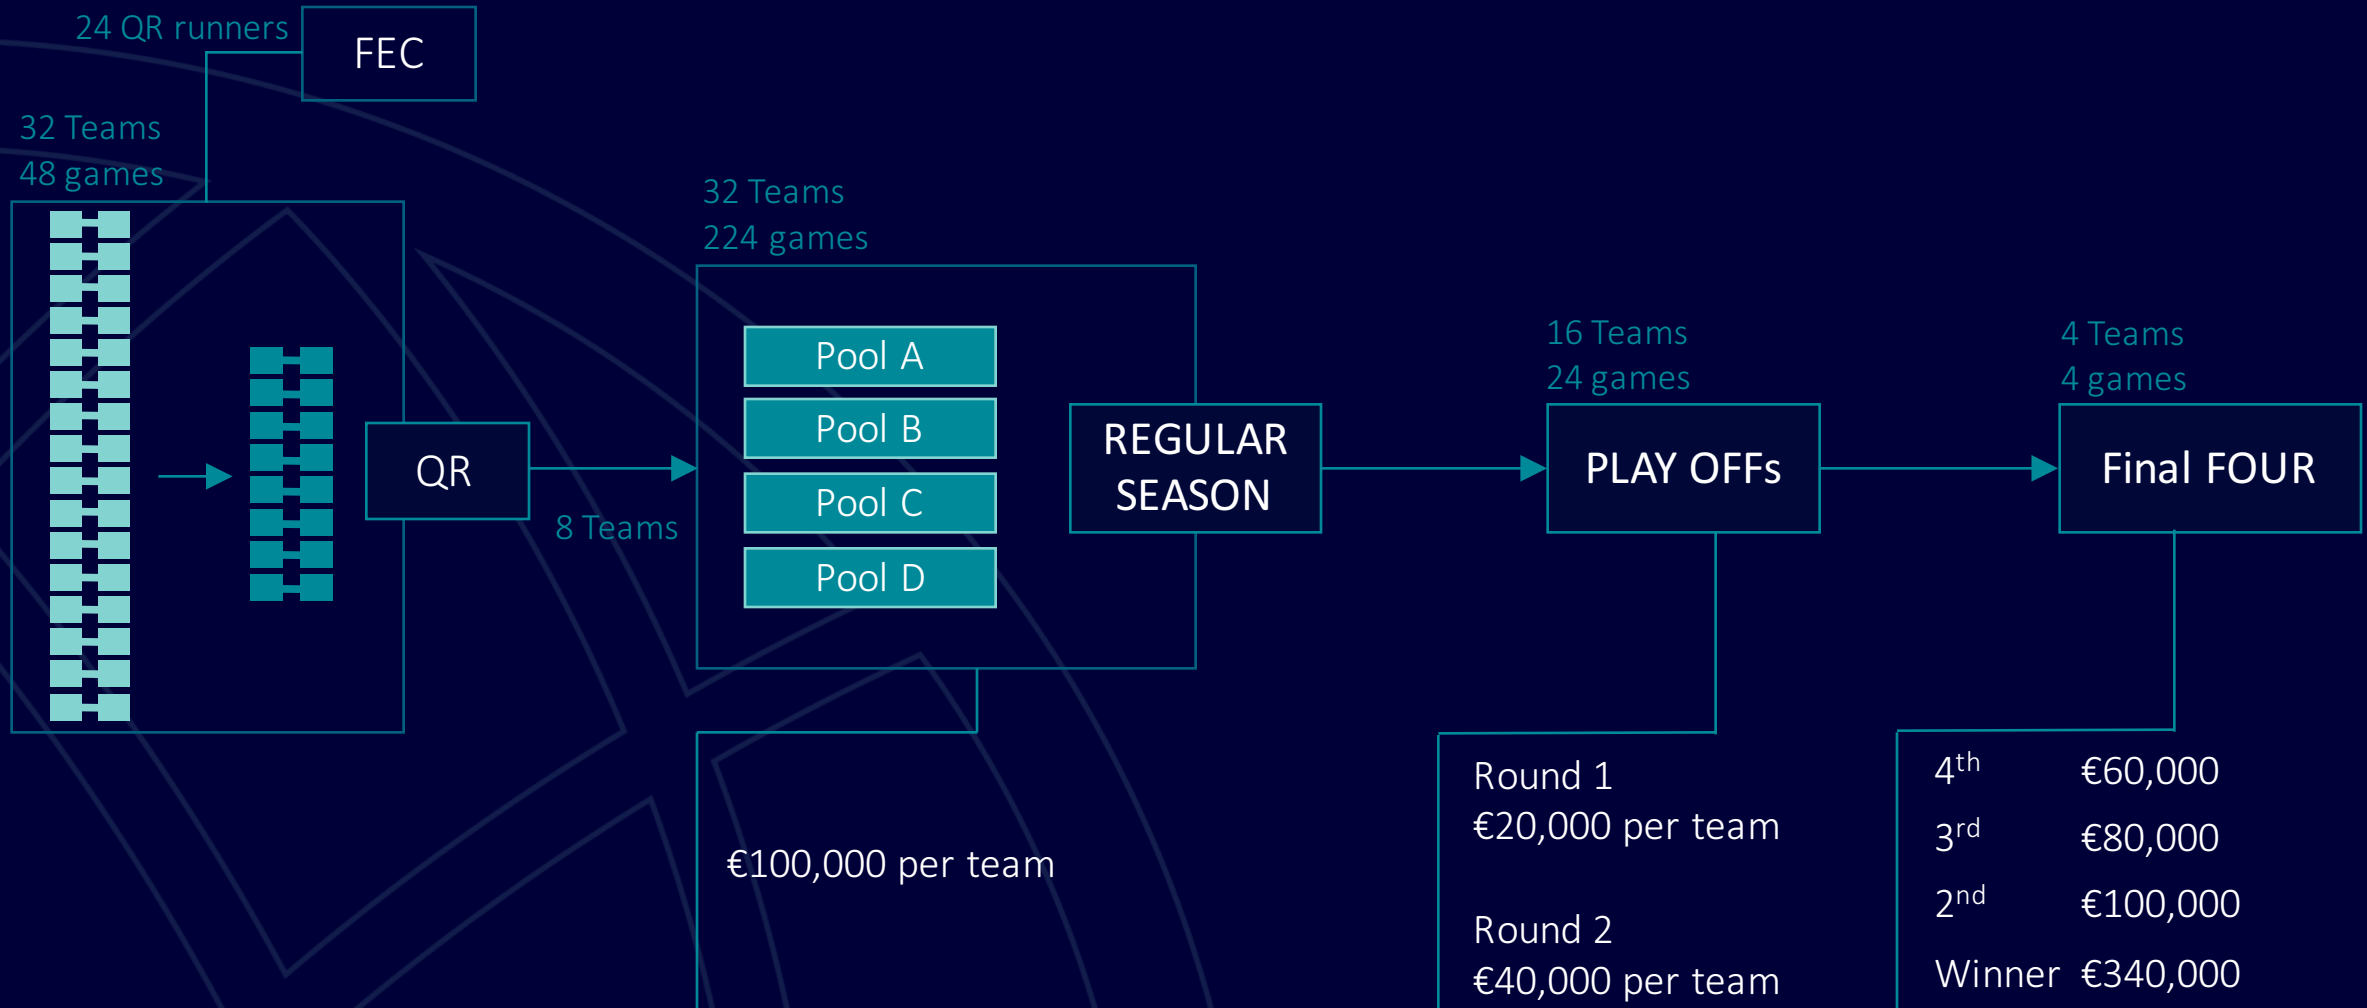 24 QR runners
FEC
32 Teams
48 games
QR
8 Teams
32 Teams
224 games
Pool A
Pool B
Pool C
Pool D
REGULAR
SEASON
€100,000 per team
16 Teams
24 games
PLAY OFFs
Round 1
€20,000 per team
Round 2
€40,000 per team
4 Teams
4 games
Final FOUR
4th €60,000
3rd €80,000
2nd €100,000
Winner €340,000